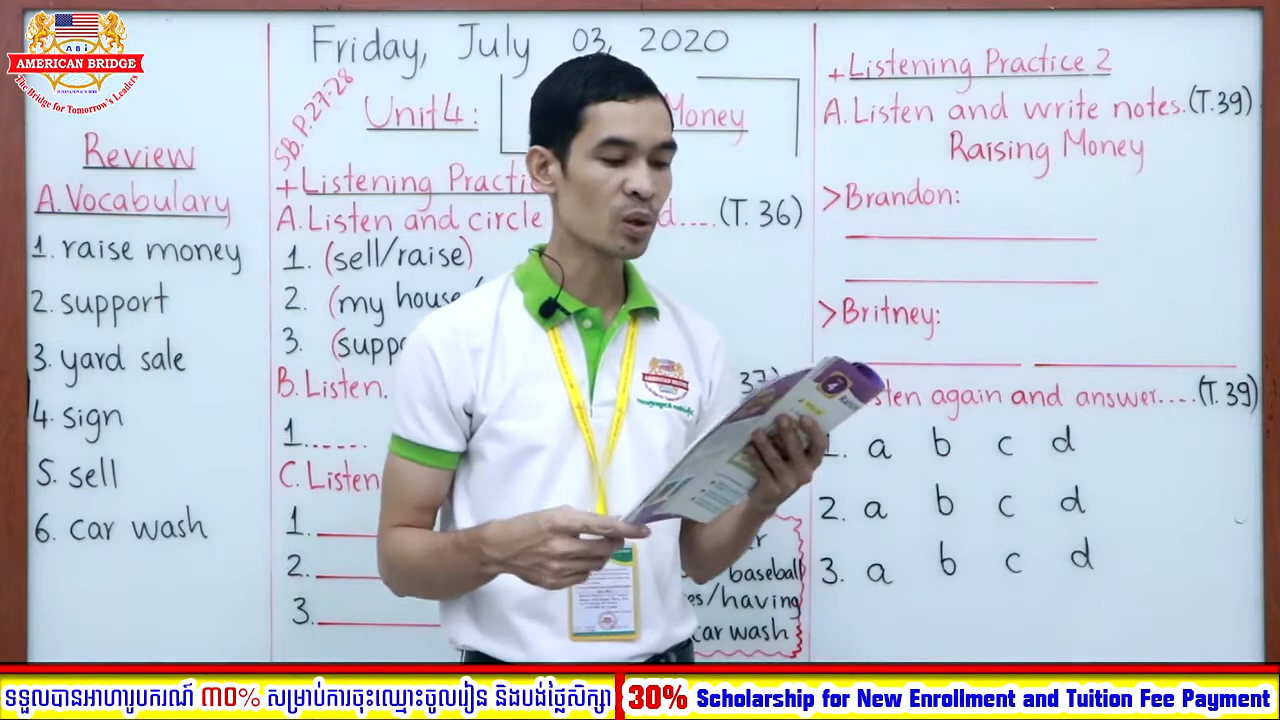 ABi
AMERICAN BRIDGE
INTERNATIONAL SCHOOL
The Bridge for Tomorrow's Leaders
Review
A. Vocabulary
1. raise money
2. support
3. yard sale
4. sign
5. sell
6. car wash
Friday, July 03, 2020
SB.P.27-28
Unit 4: Money
+ Listening
A. Listen and circle .... (T. 36)
1. (sell/raise)
2. (my house/
3.
B. Listen.
1......
C. Listen
1.
2.
3.
baseball
/having
car wash
AMERICAN BRIDGE
4
+ Listening Practice 2
A. Listen and write notes. (T.39)
Raising Money
> Brandon:
> Britney:
again and answer.... (T. 39)
1. a b c d
2. a b c d
3. a b c d
ទទួលបានអាហារូបករណ៍ ៣០% សម្រាប់ការចុះឈ្មោះចូលរៀន និងបង់ថ្លៃសិក្សា
30% Scholarship for New Enrollment and Tuition Fee Payment